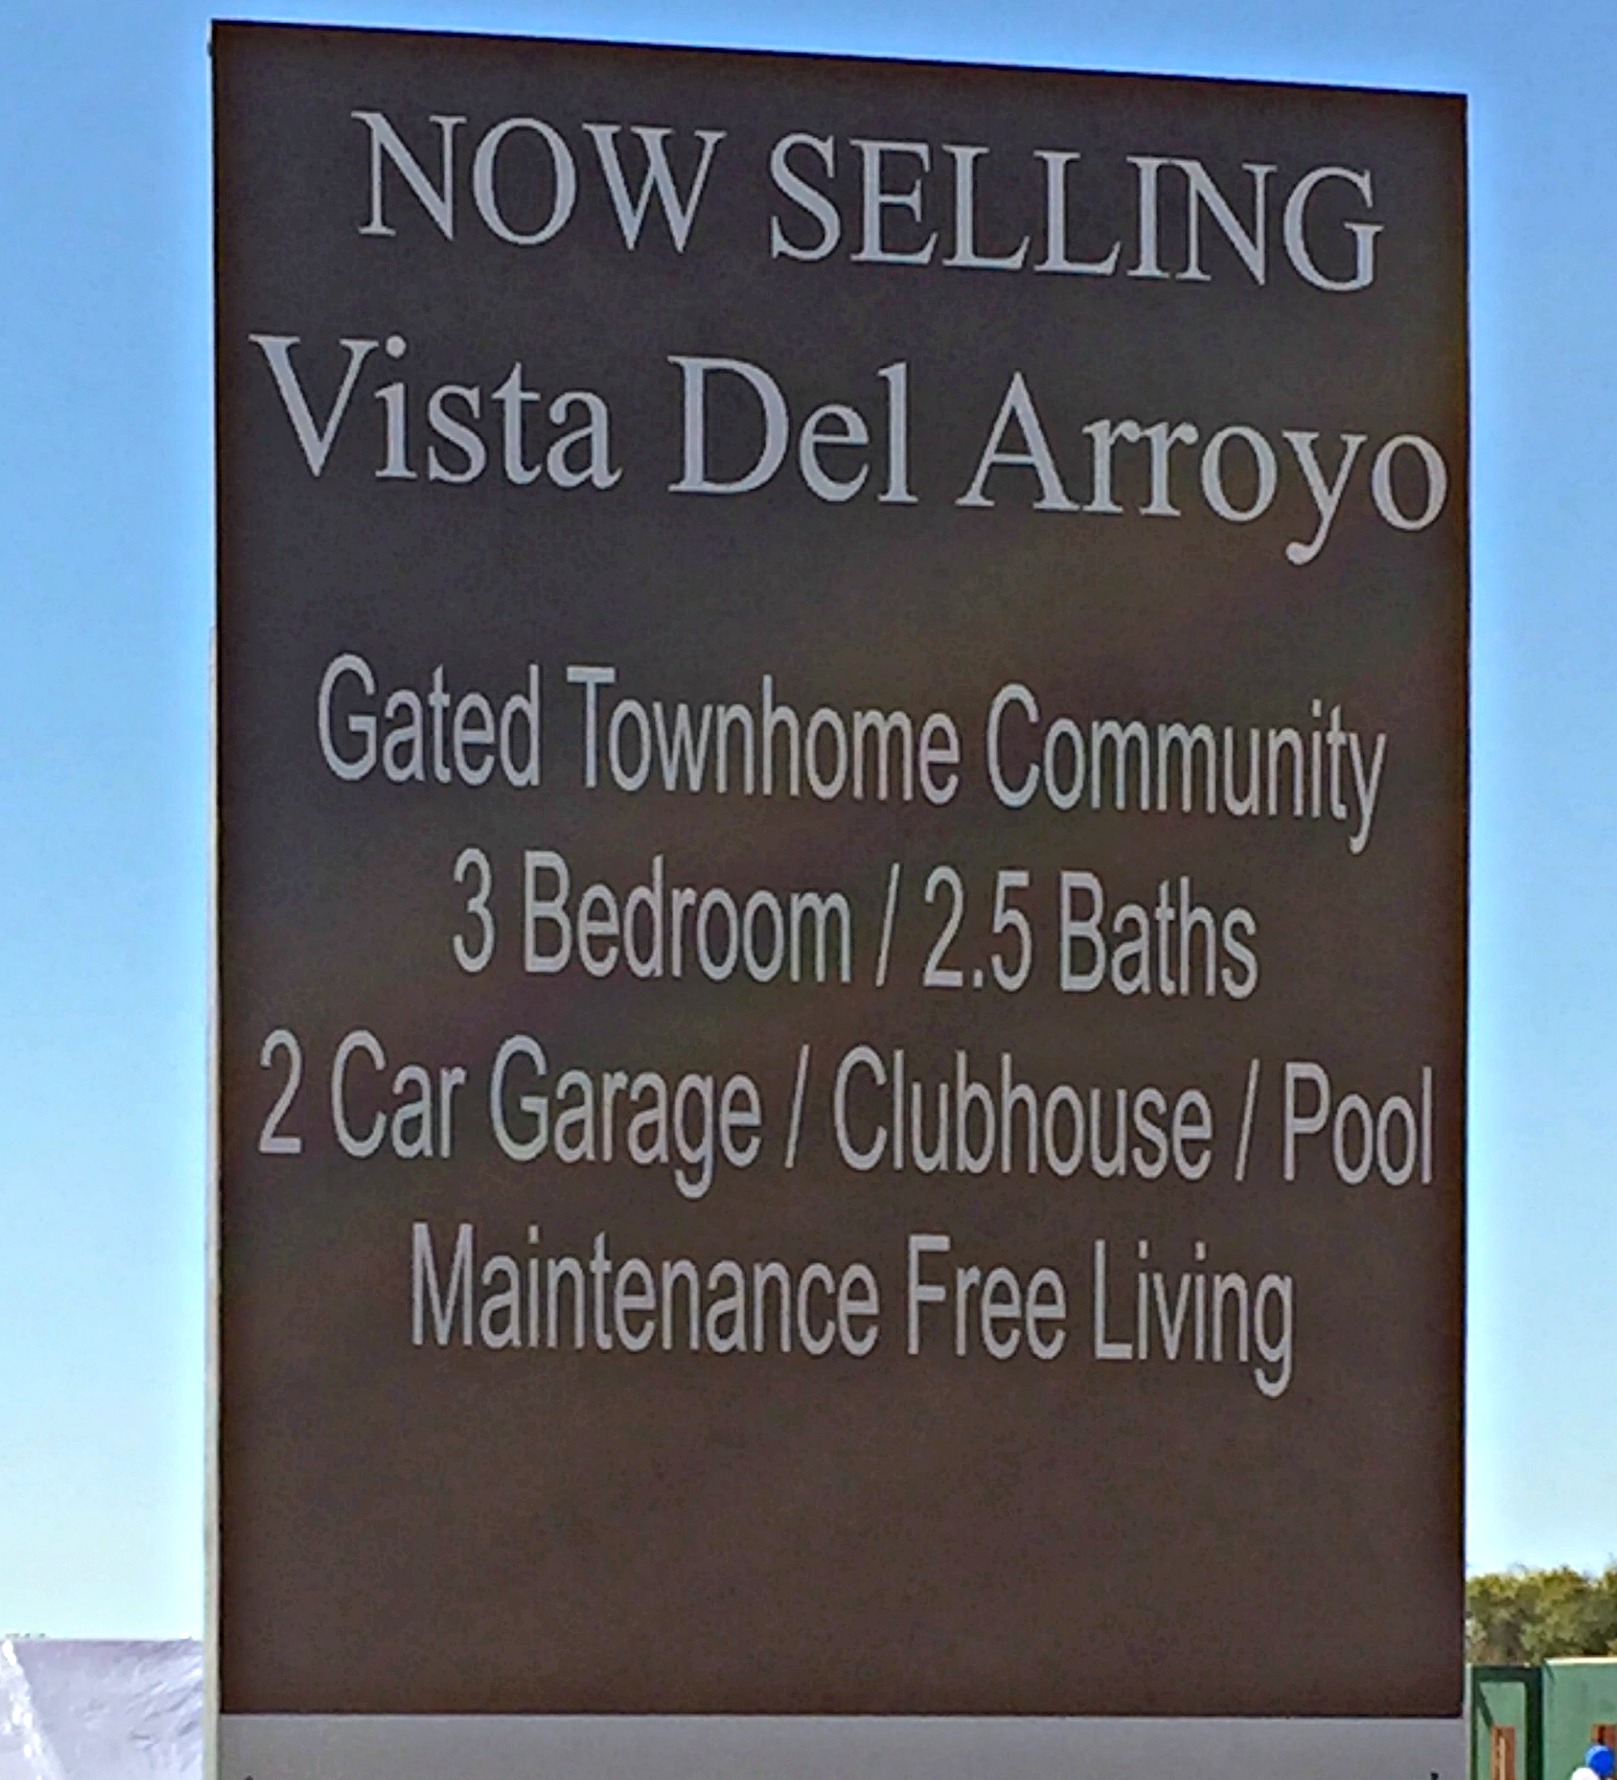 NOW SELLING
Vista Del Arroyo
Gated Townhome Community
3 Bedroom / 2.5 Baths
2 Car Garage / Clubhouse / Pool
Maintenance Free Living